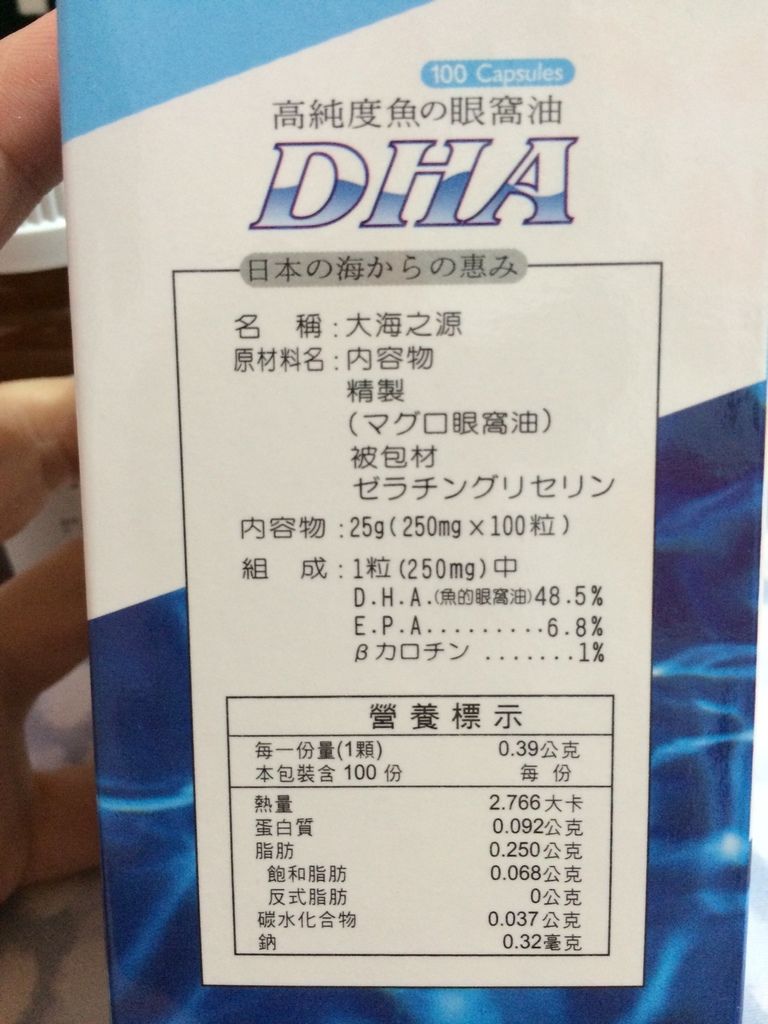 100 Capsules
高純度魚の眼窩油
DHA
日本の海からの惠み
名 稱:大海之源
原材料名:内容物
精製
(マグロ眼窩油)
被包材
ゼラチングリセリン
内容物:25g(250mg×100粒)
組 成:1粒(250mg)中
D.H.A.(魚的眼窩油)48.5%
E.P.A.........6.8%
βカロチン.......1%
營養標示
每一份量(1顆) 0.39公克
本包裝含 100 份 每 份
熱量 2.766大卡
蛋白質 0.092公克
脂肪 0.250公克
飽和脂肪 0.068公克
反式脂肪 0公克
碳水化合物 0.037公克
鈉 0.32毫克